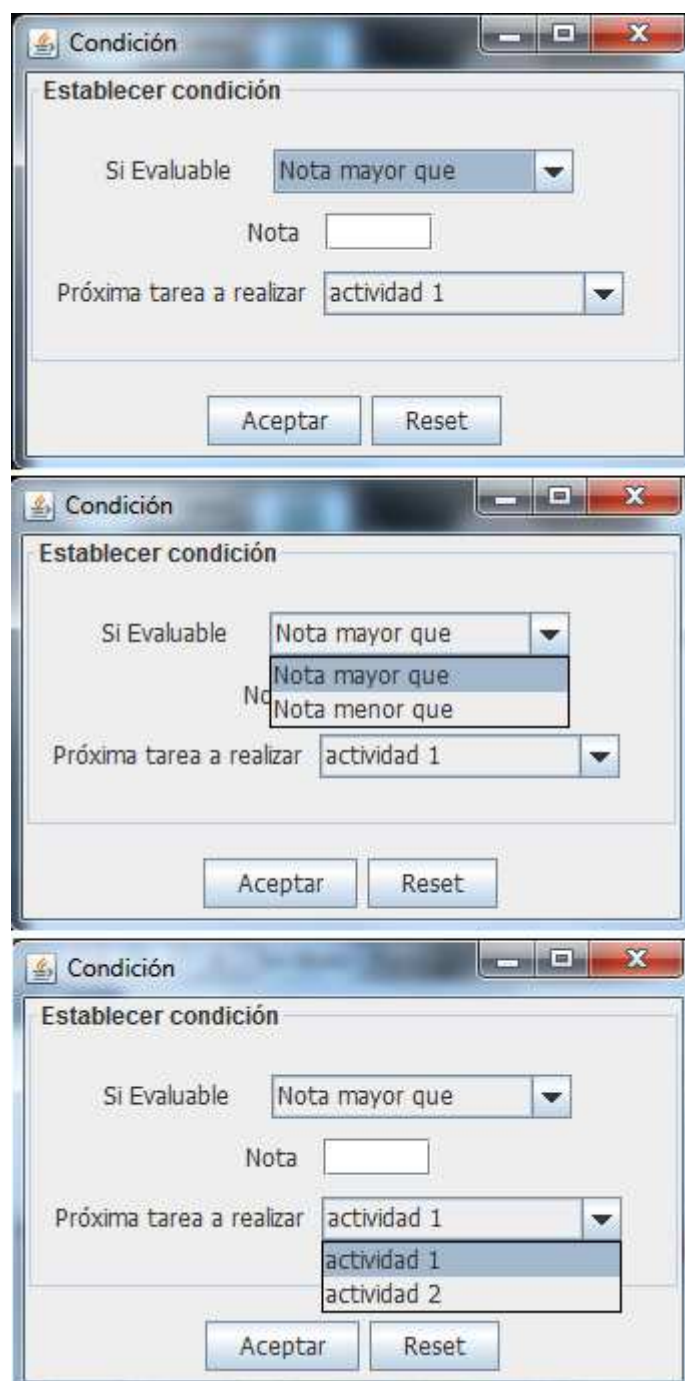 Condición
Establecer condición
Si Evaluable Nota mayor que
Nota
Próxima tarea a realizar actividad 1
Aceptar Reset
Condición
Establecer condición
Si Evaluable Nota mayor que
Nota mayor que
Nota menor que
Próxima tarea a realizar actividad 1
Aceptar Reset
Condición
Establecer condición
Si Evaluable Nota mayor que
Nota
Próxima tarea a realizar actividad 1
actividad 1
actividad 2
Aceptar Reset